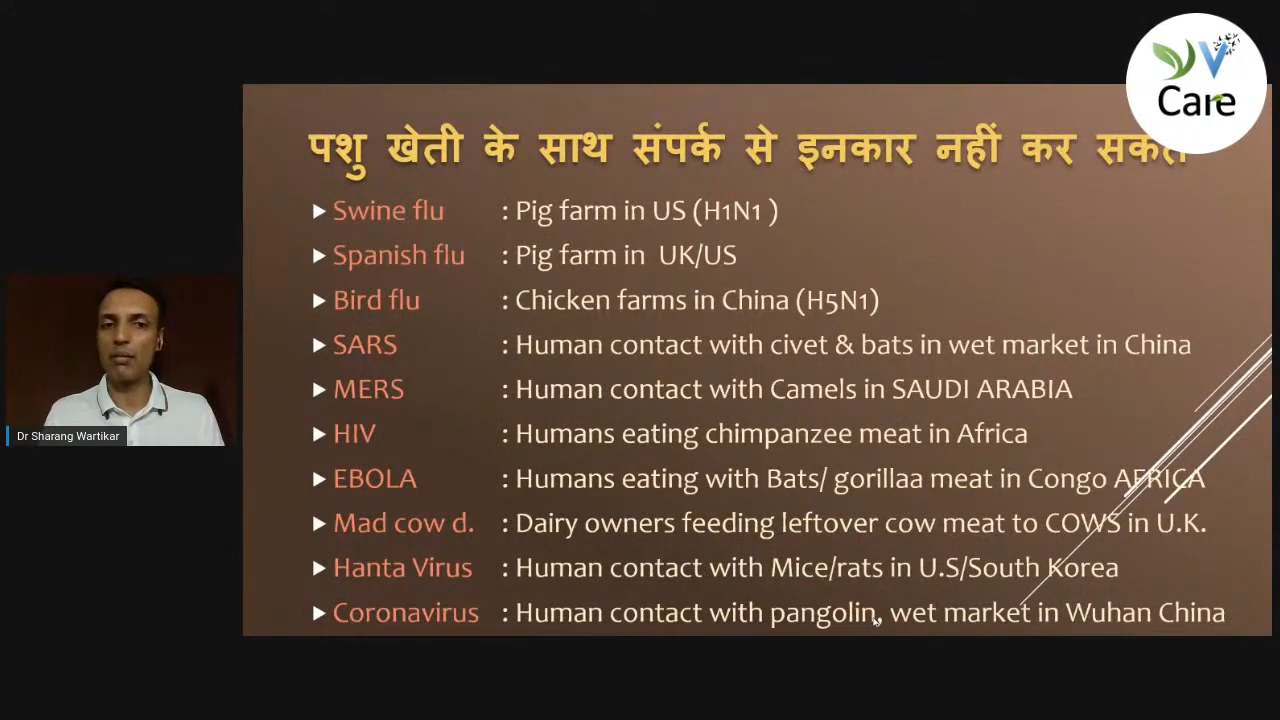 V
Care
पशु खेती के साथ संपर्क से इनकार नहीं कर सकते
Swine flu : Pig farm in US (H1N1 )
Spanish flu : Pig farm in UK/US
Bird flu : Chicken farms in China (H5N1)
SARS : Human contact with civet & bats in wet market in China
MERS : Human contact with Camels in SAUDI ARABIA
HIV : Humans eating chimpanzee meat in Africa
EBOLA : Humans eating with Bats/ gorillaa meat in Congo AFRICA
Mad cow d. : Dairy owners feeding leftover cow meat to COWS in U.K.
Hanta Virus : Human contact with Mice/rats in U.S/South Korea
Coronavirus : Human contact with pangolin, wet market in Wuhan China
Dr Sharang Wartikar